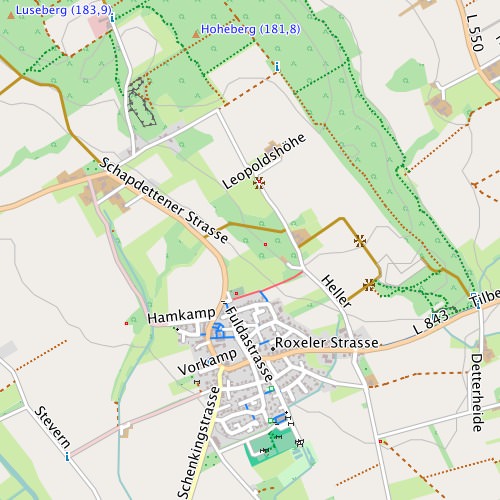 Luseberg (183,9)
Hoheberg (181,8)
L 550
Leopoldshöhe
Schapdettener Strasse
Heller
Hamkamp
Fuldastrasse
L 843
Tilbe
Roxeler Strasse
Vorkamp
Detterheide
Schenkingstrasse
Stevern